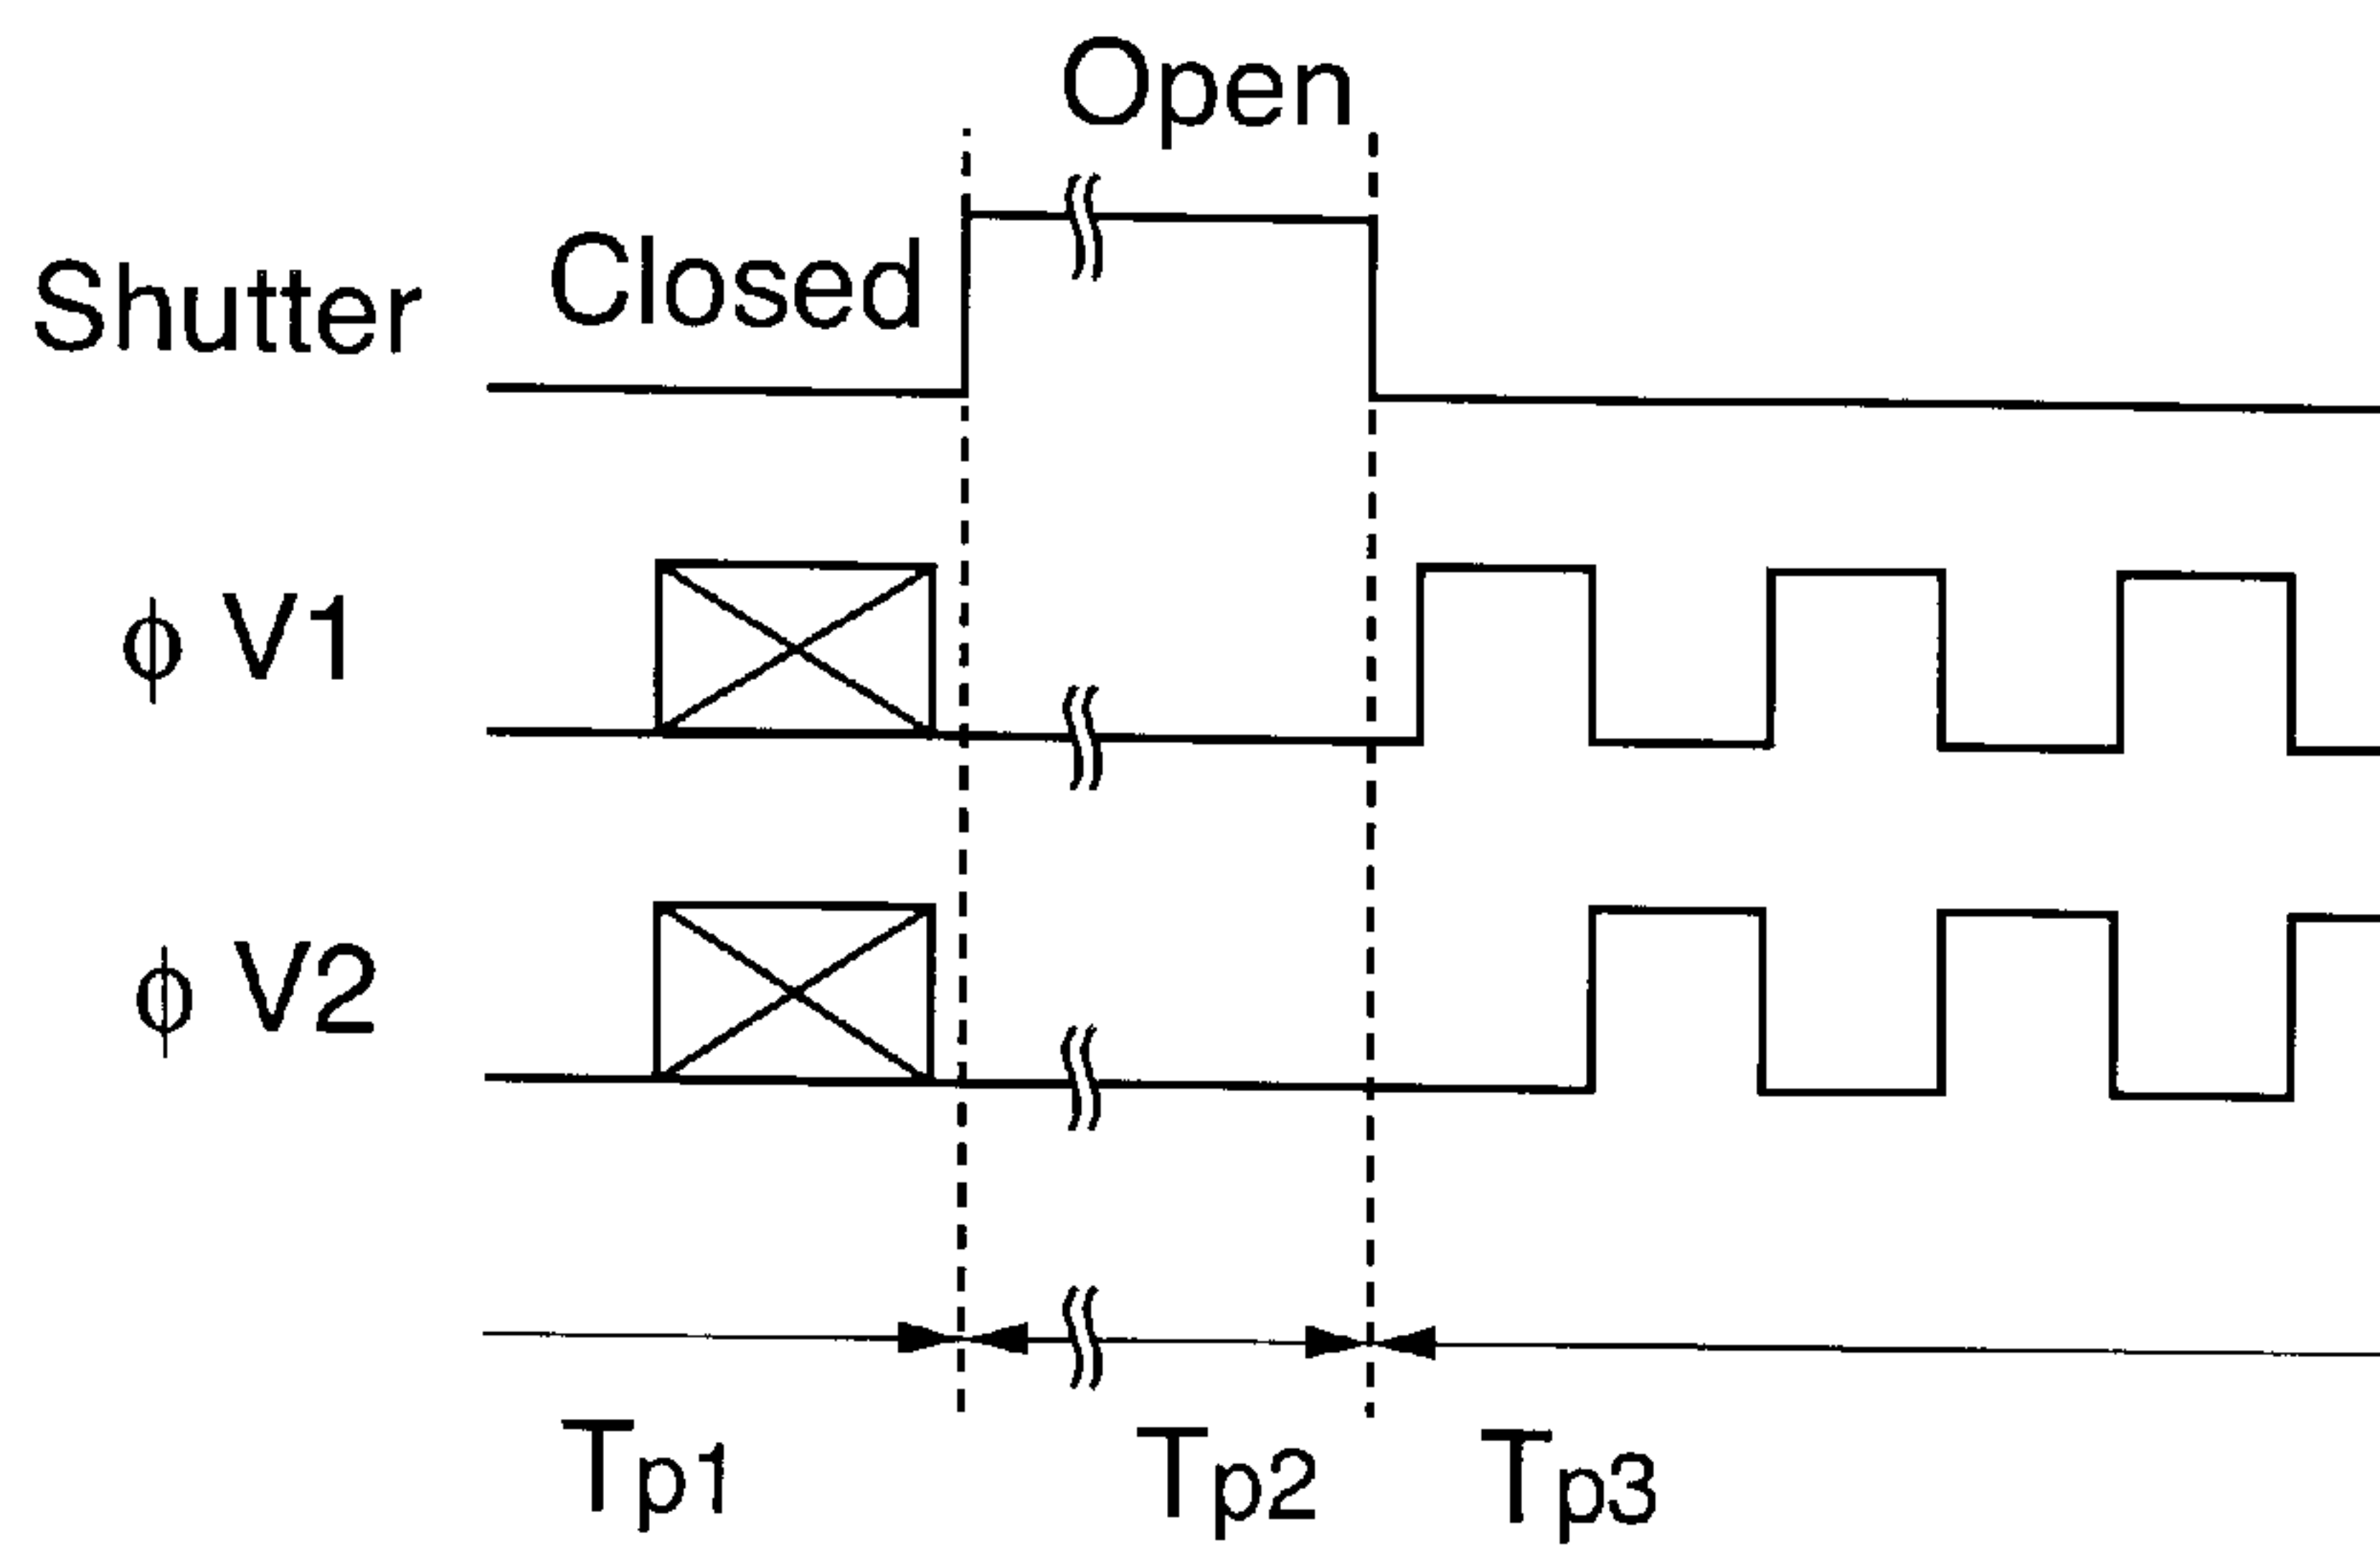 Open
Shutter Closed
ϕ V1
ϕ V2
Tp1 Tp2 Tp3